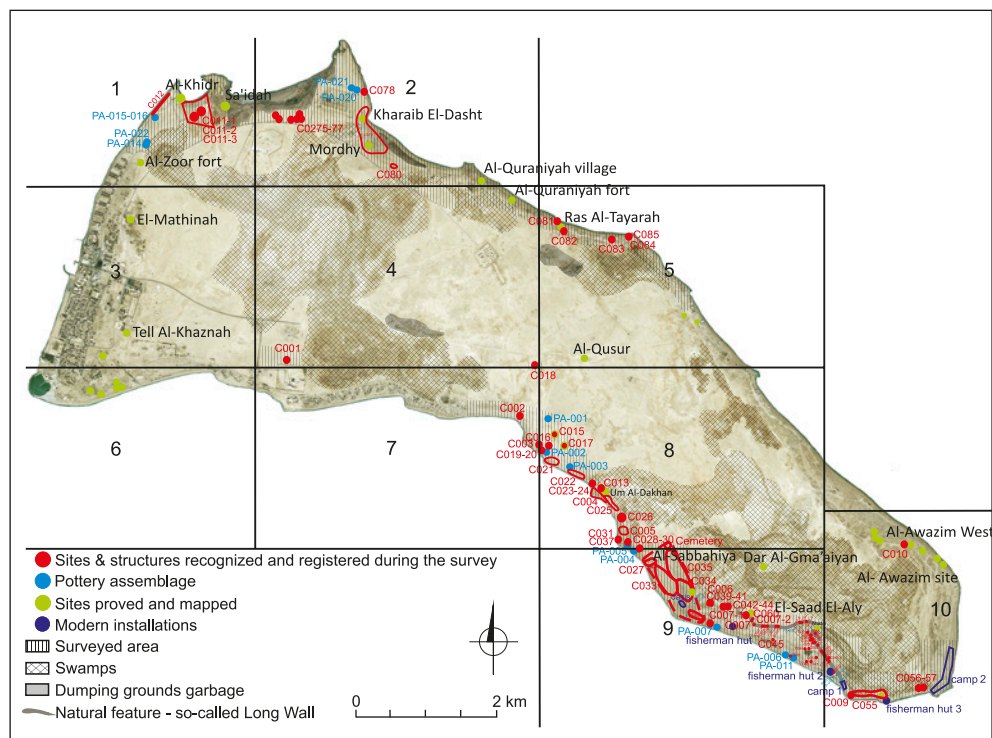 1
2
Al-Khidr
Sa'idah
C012
PA-015-016
C011-1
C011-2
C011-3
PA-022
PA-014
Al-Zoor fort
PA-021
PA-020
C078
C0275-77
Kharaib El-Dasht
Mordhy
C080
Al-Quraniyah village
Al-Quraniyah fort
El-Mathinah
3
4
5
C081
Ras Al-Tayarah
C082
C083
C085
C084
Tell Al-Khaznah
C001
Al-Qusur
C018
6
7
8
C002
PA-001
C015
C016
C003
C017
C019-20
PA-002
C021
PA-003
C022
C013
C023-24
Um Al-Dakhan
C004
C025
C026
C031
C005
C037
C028-30
Cemetery
PA-005
PA-004
Al-Sabbahiya
C027
C035
Dar Al-Gma'aiyan
Al-Awazim West
C010
Al- Awazim site
C033
C034
C006
C039-41
C042-44
C060
El-Saad El-Aly
9
10
C007-1
C007
C007-2
PA-007
fisherman hut
C045
PA-006
PA-011
fisherman hut 2
camp 1
C009
C055
C056-57
camp 2
fisherman hut 3
Sites & structures recognized and registered during the survey
Pottery assemblage
Sites proved and mapped
Modern installations
Surveyed area
Swamps
Dumping grounds garbage
Natural feature - so-called Long Wall
0 2 km